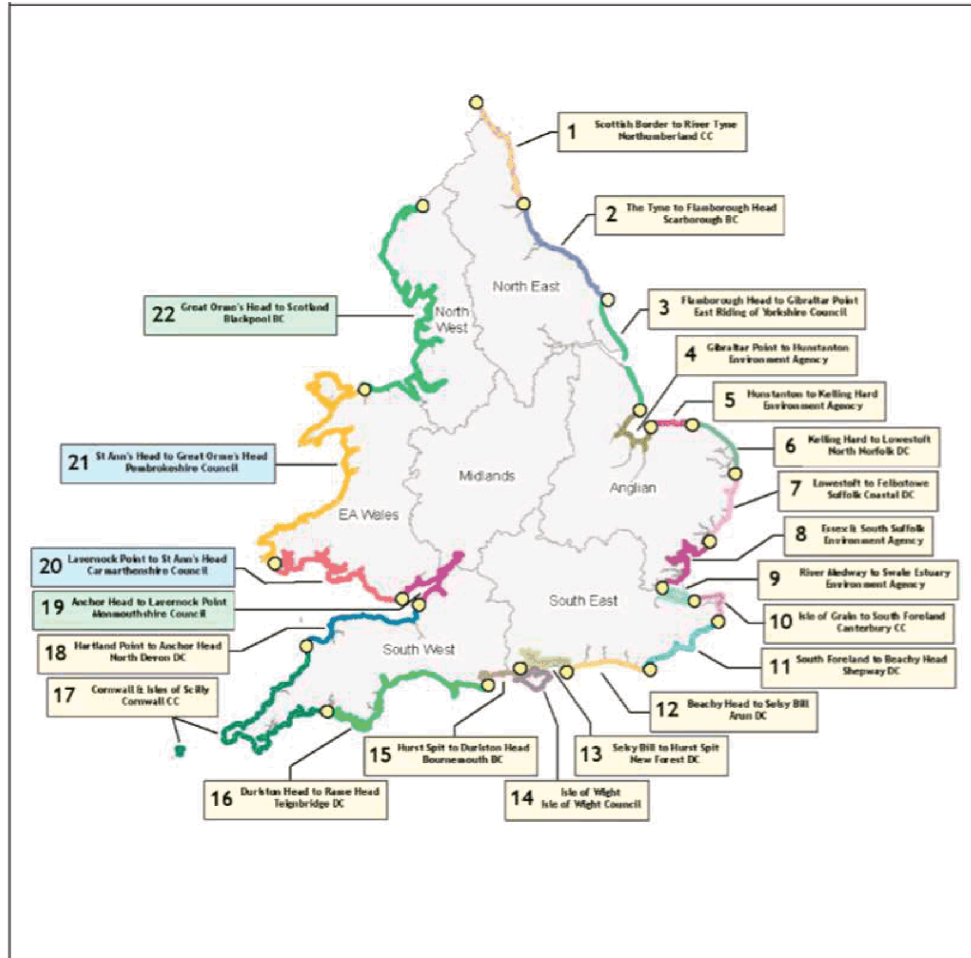 1 Scottish Border to River Tyne
Northumberland CC
2 The Tyne to Flamborough Head
Scarborough BC
North East
22 Great Orme's Head to Scotland
Blackpool BC
North
West
3 Flamborough Head to Gibraltar Point
East Riding of Yorkshire Council
4 Gibraltar Point to Hunstanton
Environment Agency
5 Hunstanton to Kelling Hard
Environment Agency
6 Kelling Hard to Lowestoft
North Norfolk DC
21 St Ann's Head to Great Orme's Head
Pembrokeshire Council
Midlands
Anglian
7 Lowestoft to Felixstowe
Suffolk Coastal DC
EA Wales
8 Essex & South Suffolk
Environment Agency
20 Lavernock Point to St Ann's Head
Carmarthenshire Council
9 River Medway to Swale Estuary
Environment Agency
19 Anchor Head to Lavernock Point
Monmouthshire Council
South East
10 Isle of Grain to South Foreland
Canterbury CC
18 Hartland Point to Anchor Head
North Devon DC
South West
11 South Foreland to Beachy Head
Shepway DC
17 Cornwall & Isles of Scilly
Cornwall CC
12 Beachy Head to Selsy Bill
Arun DC
15 Hurst Spit to Durlston Head
Bournemouth BC
13 Selsy Bill to Hurst Spit
New Forest DC
16 Durlston Head to Rame Head
Teignbridge DC
14 Isle of Wight
Isle of Wight Council